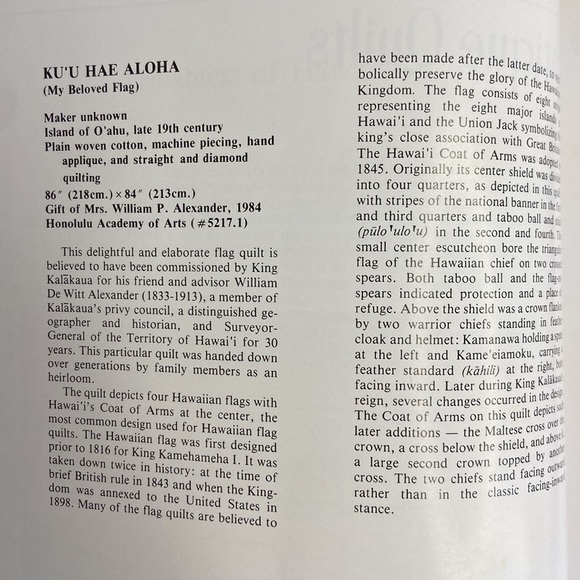 KU'U HAE ALOHA
(My Beloved Flag)
Maker unknown
Island of O'ahu, late 19th century
Plain woven cotton, machine piecing, hand
applique, and straight and diamond
quilting
86″ (218cm.) × 84″ (213cm.)
Gift of Mrs. William P. Alexander, 1984
Honolulu Academy of Arts (#5217.1)
This delightful and elaborate flag quilt is
believed to have been commissioned by King
Kalākaua for his friend and advisor William
De Witt Alexander (1833-1913), a member of
Kalākaua's privy council, a distinguished ge-
ographer and historian, and Surveyor-
General of the Territory of Hawai'i for 30
years. This particular quilt was handed down
over generations by family members as an
heirloom.
The quilt depicts four Hawaiian flags with
Hawai'i's Coat of Arms at the center, the
most common design used for Hawaiian flag
quilts. The Hawaiian flag was first designed
prior to 1816 for King Kamehameha I. It was
taken down twice in history: at the time of
brief British rule in 1843 and when the King-
dom was annexed to the United States in
1898. Many of the flag quilts are believed to
have been made after the latter date, to
bolically preserve the glory of the
Kingdom. The flag consists of eight
representing the eight major islands
Hawai'i and the Union Jack symbolizing
king's close association with Great
The Hawai'i Coat of Arms was adopted
1845. Originally its center shield was
into four quarters, as depicted in this
with stripes of the national banner in the
and third quarters and taboo ball and
(pūlo'ulo'u) in the second and fourth.
small center escutcheon bore the triangular
flag of the Hawaiian chief on two crossed
spears. Both taboo ball and the
spears indicated protection and a place
refuge. Above the shield was a crown flanked
by two warrior chiefs standing in feather
cloak and helmet: Kamanawa holding a spear
at the left and Kame'eiamoku, carrying
feather standard (kāhili) at the right,
facing inward. Later during King Kalākaua's
reign, several changes occurred in the design.
The Coat of Arms on this quilt depicts
later additions — the Maltese cross over the
crown, a cross below the shield, and above
a large second crown topped by another
cross. The two chiefs stand facing outward
rather than in the classic facing-inward
stance.